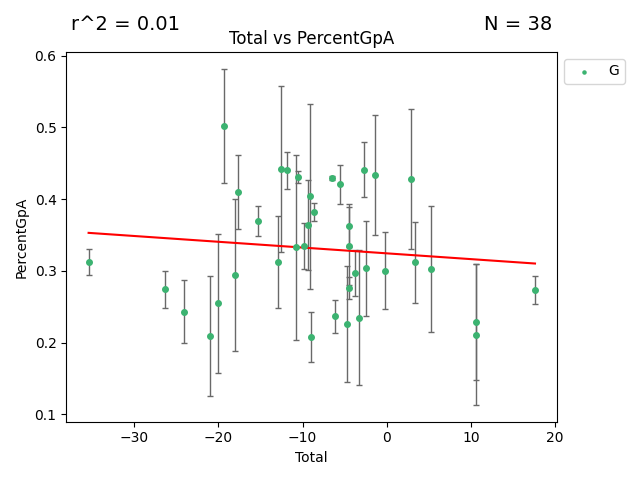 r^2 = 0.01
N = 38
Total vs PercentGpA
G
0.6
0.5
0.4
0.3
0.2
0.1
PercentGpA
−30
−20
−10
0
10
20
Total